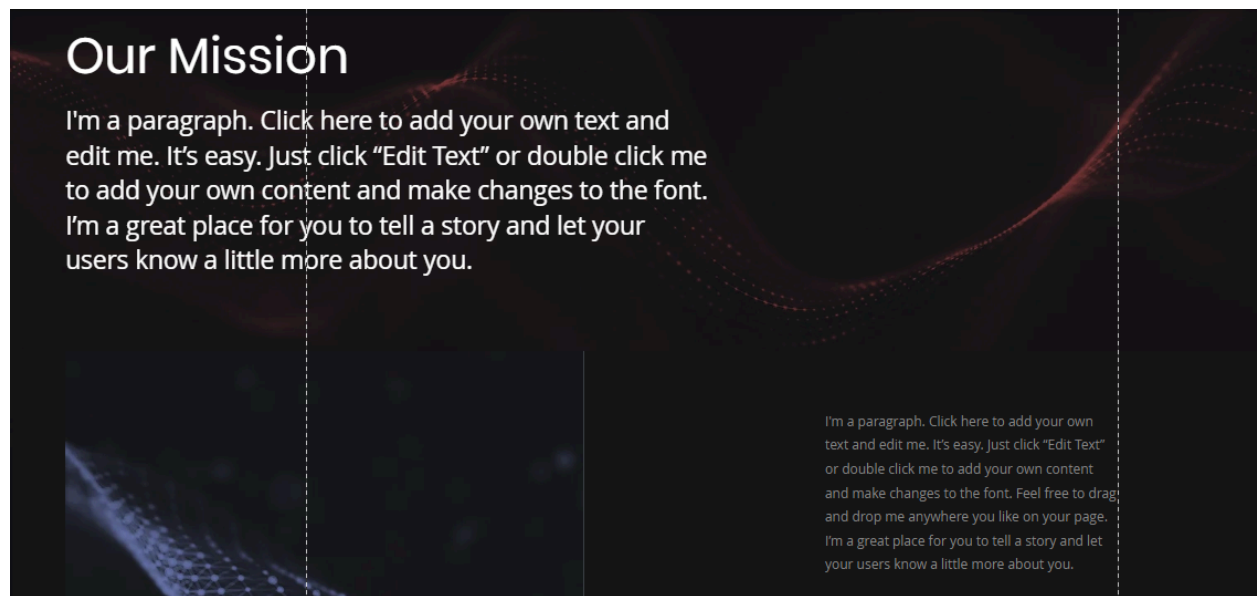 Our Mission
I'm a paragraph. Click here to add your own text and
edit me. It’s easy. Just click “Edit Text” or double click me
to add your own content and make changes to the font.
I’m a great place for you to tell a story and let your
users know a little more about you.
I'm a paragraph. Click here to add your own
text and edit me. It’s easy. Just click “Edit Text”
or double click me to add your own content
and make changes to the font. Feel free to drag
and drop me anywhere you like on your page.
I’m a great place for you to tell a story and let
your users know a little more about you.